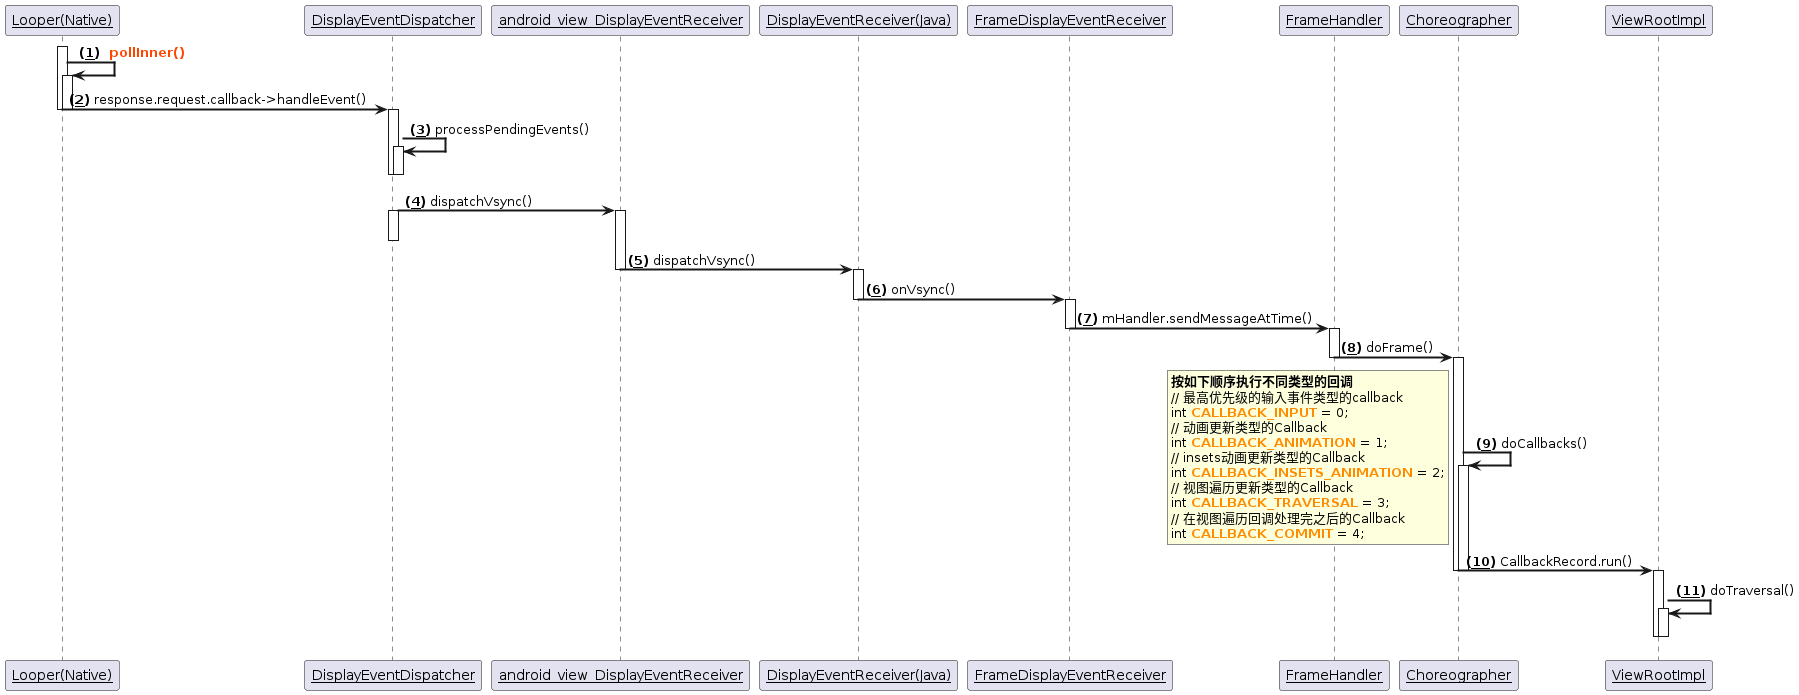 Looper(Native)
DisplayEventDispatcher
android_view_DisplayEventReceiver
DisplayEventReceiver(Java)
FrameDisplayEventReceiver
FrameHandler
Choreographer
ViewRootImpl
(1) pollInner()
(2) response.request.callback->handleEvent()
(3) processPendingEvents()
(4) dispatchVsync()
(5) dispatchVsync()
(6) onVsync()
(7) mHandler.sendMessageAtTime()
(8) doFrame()
按如下顺序执行不同类型的回调
// 最高优先级的输入事件类型的callback
int CALLBACK_INPUT = 0;
// 动画更新类型的Callback
int CALLBACK_ANIMATION = 1;
// insets动画更新类型的Callback
int CALLBACK_INSETS_ANIMATION = 2;
// 视图遍历更新类型的Callback
int CALLBACK_TRAVERSAL = 3;
// 在视图遍历回调处理完之后的Callback
int CALLBACK_COMMIT = 4;
(9) doCallbacks()
(10) CallbackRecord.run()
(11) doTraversal()
Looper(Native)
DisplayEventDispatcher
android_view_DisplayEventReceiver
DisplayEventReceiver(Java)
FrameDisplayEventReceiver
FrameHandler
Choreographer
ViewRootImpl